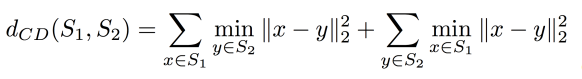 d_{CD}(S_1, S_2) = \sum_{x \in S_1} \min_{y \in S_2} \|x - y\|_2^2 + \sum_{y \in S_2} \min_{x \in S_1} \|x - y\|_2^2